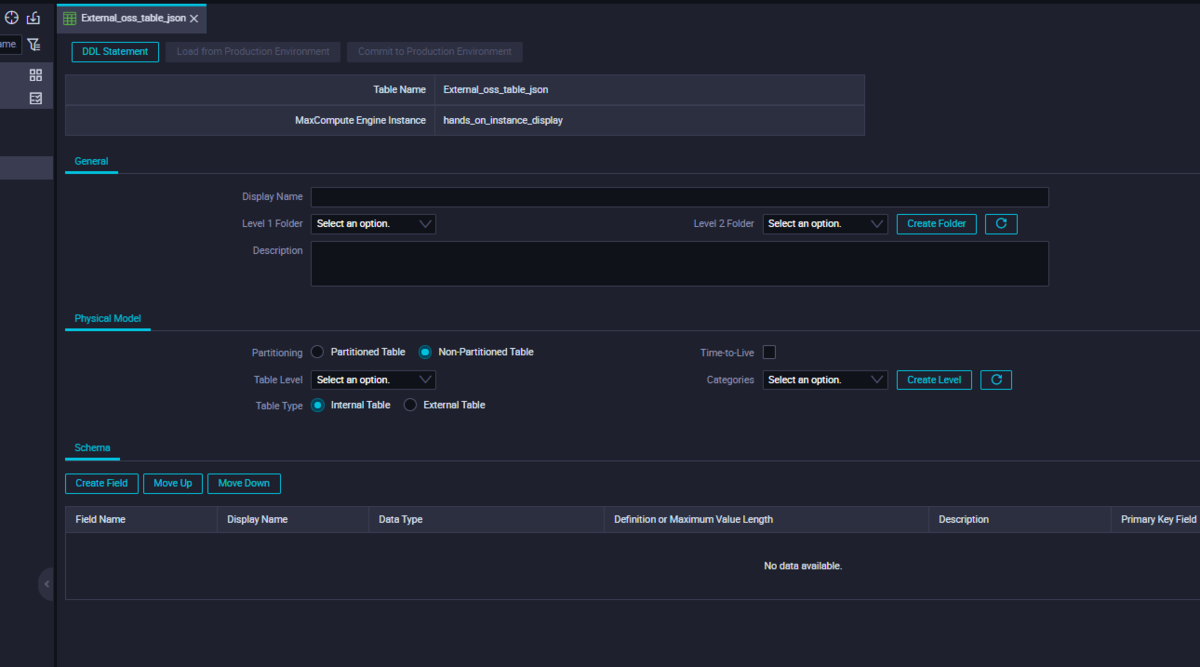 External_oss_table_json
ame
DDL Statement Load from Production Environment Commit to Production Environment
Table Name External_oss_table_json
MaxCompute Engine Instance hands_on_instance_display
General
Display Name
Level 1 Folder Select an option. Level 2 Folder Select an option. Create Folder
Description
Physical Model
Partitioning Partitioned Table Non-Partitioned Table Time-to-Live
Table Level Select an option. Categories Select an option. Create Level
Table Type Internal Table External Table
Schema
Create Field Move Up Move Down
Field Name Display Name Data Type Definition or Maximum Value Length Description Primary Key Field
No data available.